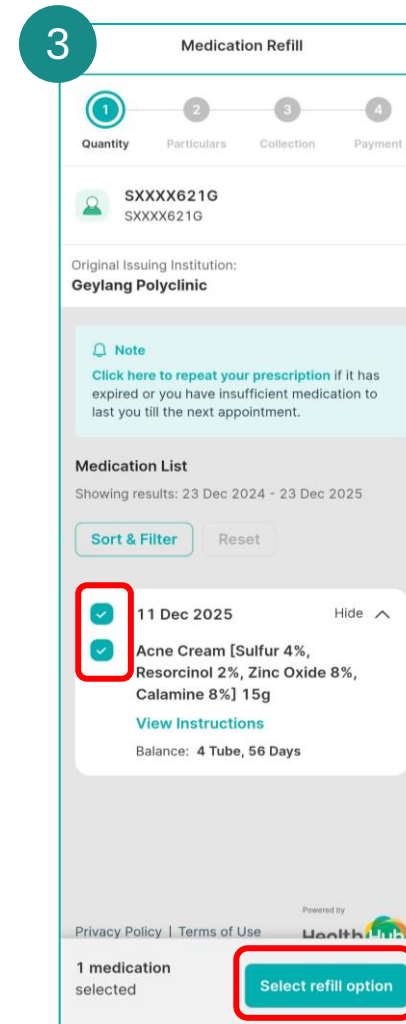 3
Medication Refill
1 2 3 4
Quantity Particulars Collection Payment
SXXXX621G
SXXXX621G
Original Issuing Institution:
Geylang Polyclinic
Note
Click here to repeat your prescription if it has
expired or you have insufficient medication to
last you till the next appointment.
Medication List
Showing results: 23 Dec 2024 - 23 Dec 2025
Sort & Filter Reset
11 Dec 2025 Hide
Acne Cream [Sulfur 4%,
Resorcinol 2%, Zinc Oxide 8%,
Calamine 8%] 15g
View Instructions
Balance: 4 Tube, 56 Days
Powered by
Privacy Policy | Terms of Use HealthHub
1 medication
selected
Select refill option